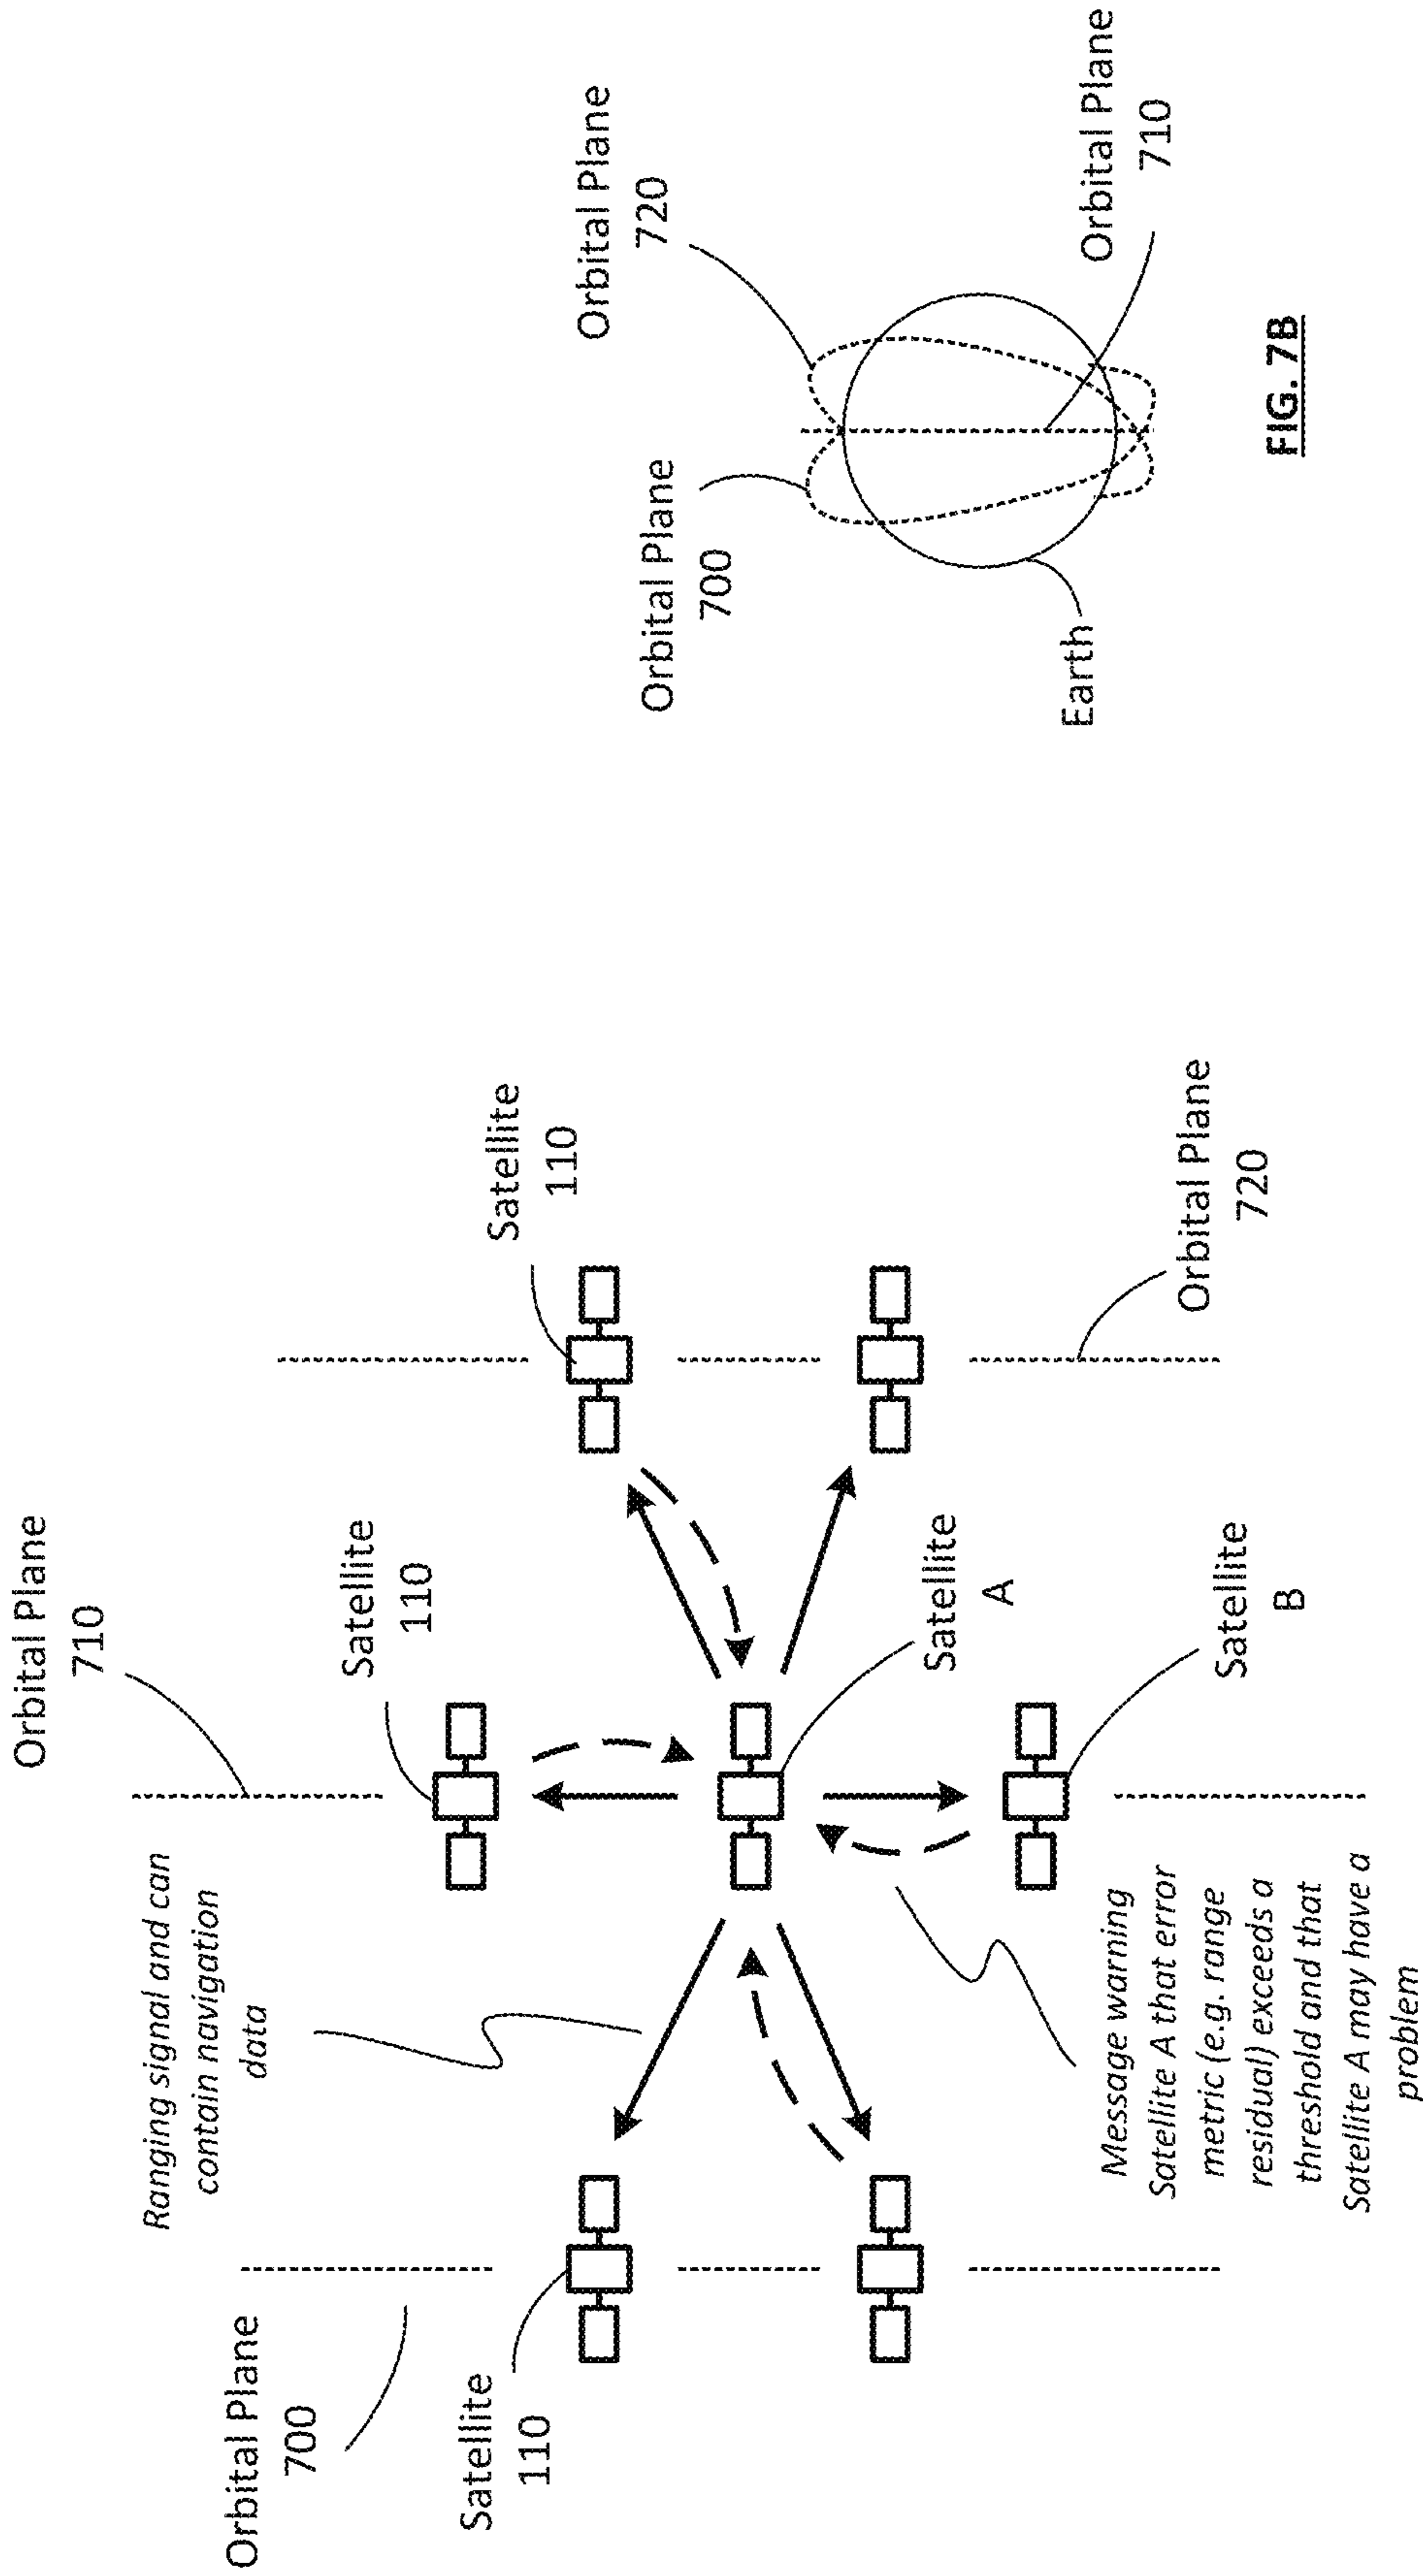 Orbital Plane
710
Ranging signal and can
contain navigation
data
Orbital Plane
700
Satellite
110
Satellite
110
Satellite
110
Satellite
A
Satellite
B
Message warning
Satellite A that error
metric (e.g. range
residual) exceeds a
threshold and that
Satellite A may have a
problem
Orbital Plane
720
Orbital Plane
700
Orbital Plane
720
Earth
Orbital Plane
710
FIG. 7B